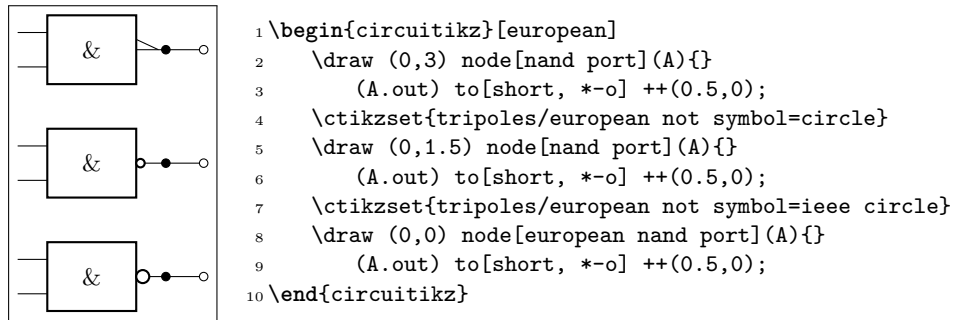 &
&
&
1 \begin{circuitikz}[european]
2     \draw (0,3) node[nand port](A){}
3         (A.out) to[short, *-o] ++(0.5,0);
4     \ctikzset{tripoles/european not symbol=circle}
5     \draw (0,1.5) node[nand port](A){}
6         (A.out) to[short, *-o] ++(0.5,0);
7     \ctikzset{tripoles/european not symbol=ieee circle}
8     \draw (0,0) node[european nand port](A){}
9         (A.out) to[short, *-o] ++(0.5,0);
10 \end{circuitikz}